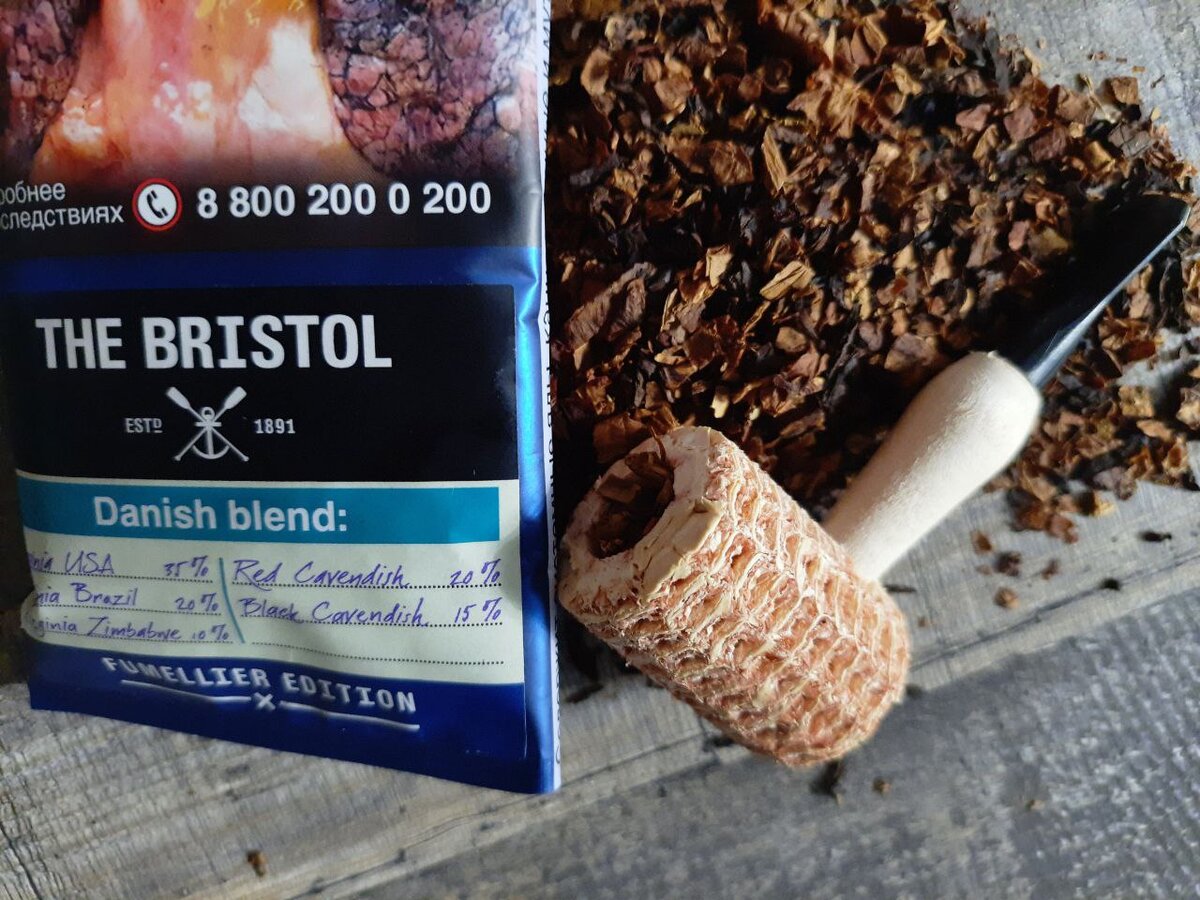 8 800 200 0 200
следствиях
THE BRISTOL
ESTD 1891
Danish blend:
USA 35%
Brazil 20%
Zimbabwe 10%
Red Cavendish 20%
Black Cavendish 15%
FUMELLIER EDITION